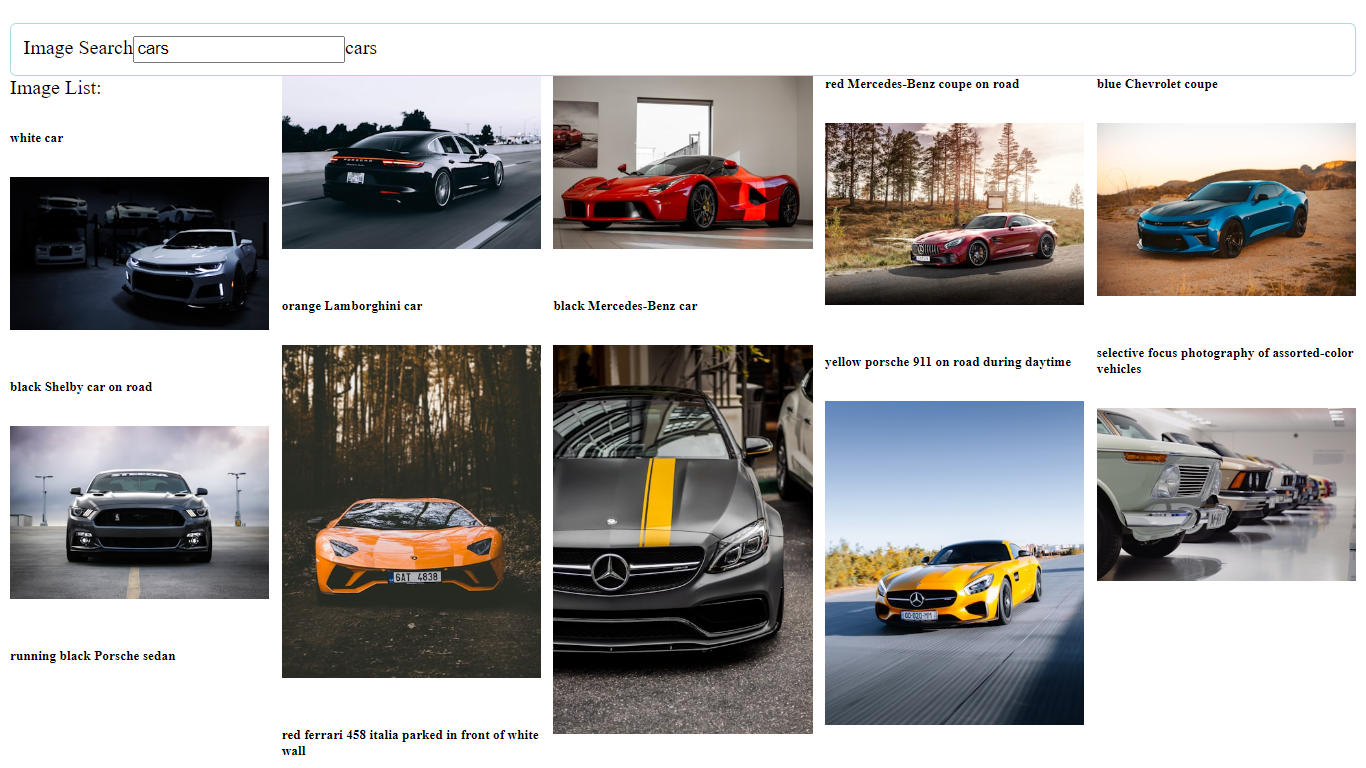 Image Search cars cars
Image List:
white car
black Shelby car on road
running black Porsche sedan
PORSCHE
orange Lamborghini car
6AT 4838
red ferrari 458 italia parked in front of white
wall
black Mercedes-Benz car
red Mercedes-Benz coupe on road
yellow porsche 911 on road during daytime
blue Chevrolet coupe
selective focus photography of assorted-color
vehicles